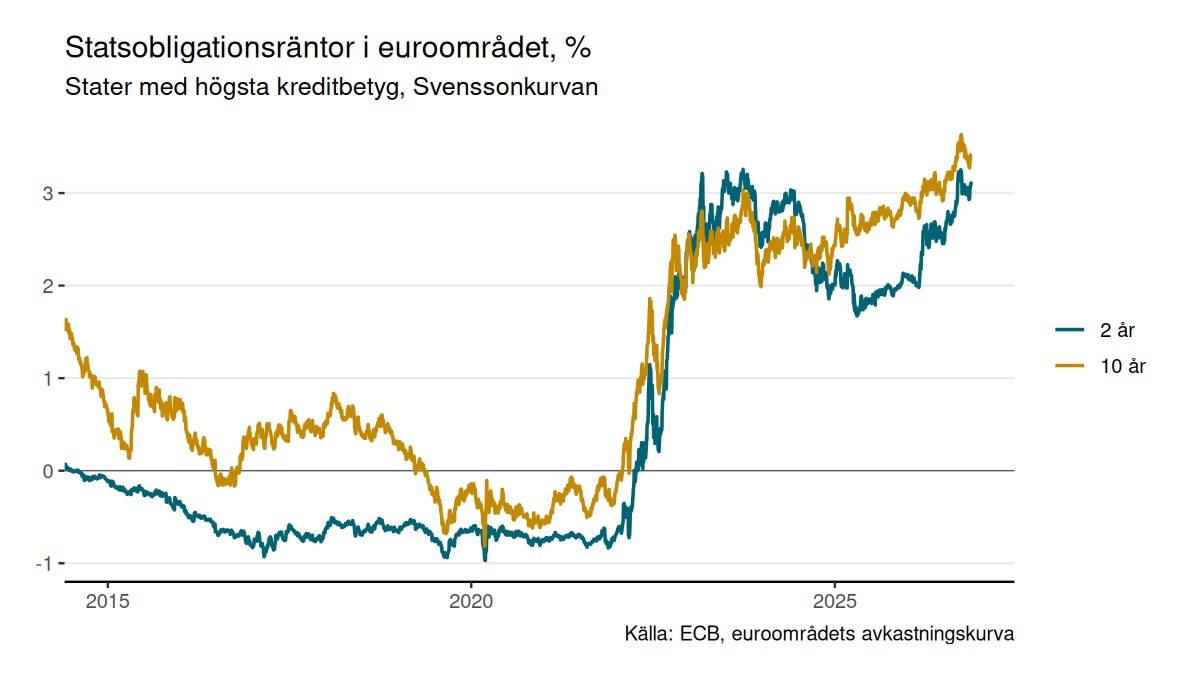 Statsobligationsräntor i euroområdet, %
Stater med högsta kreditbetyg, Svenssonkurvan
3
2
1
0
-1
2015 2020 2025
2 år
10 år
Källa: ECB, euroområdets avkastningskurva